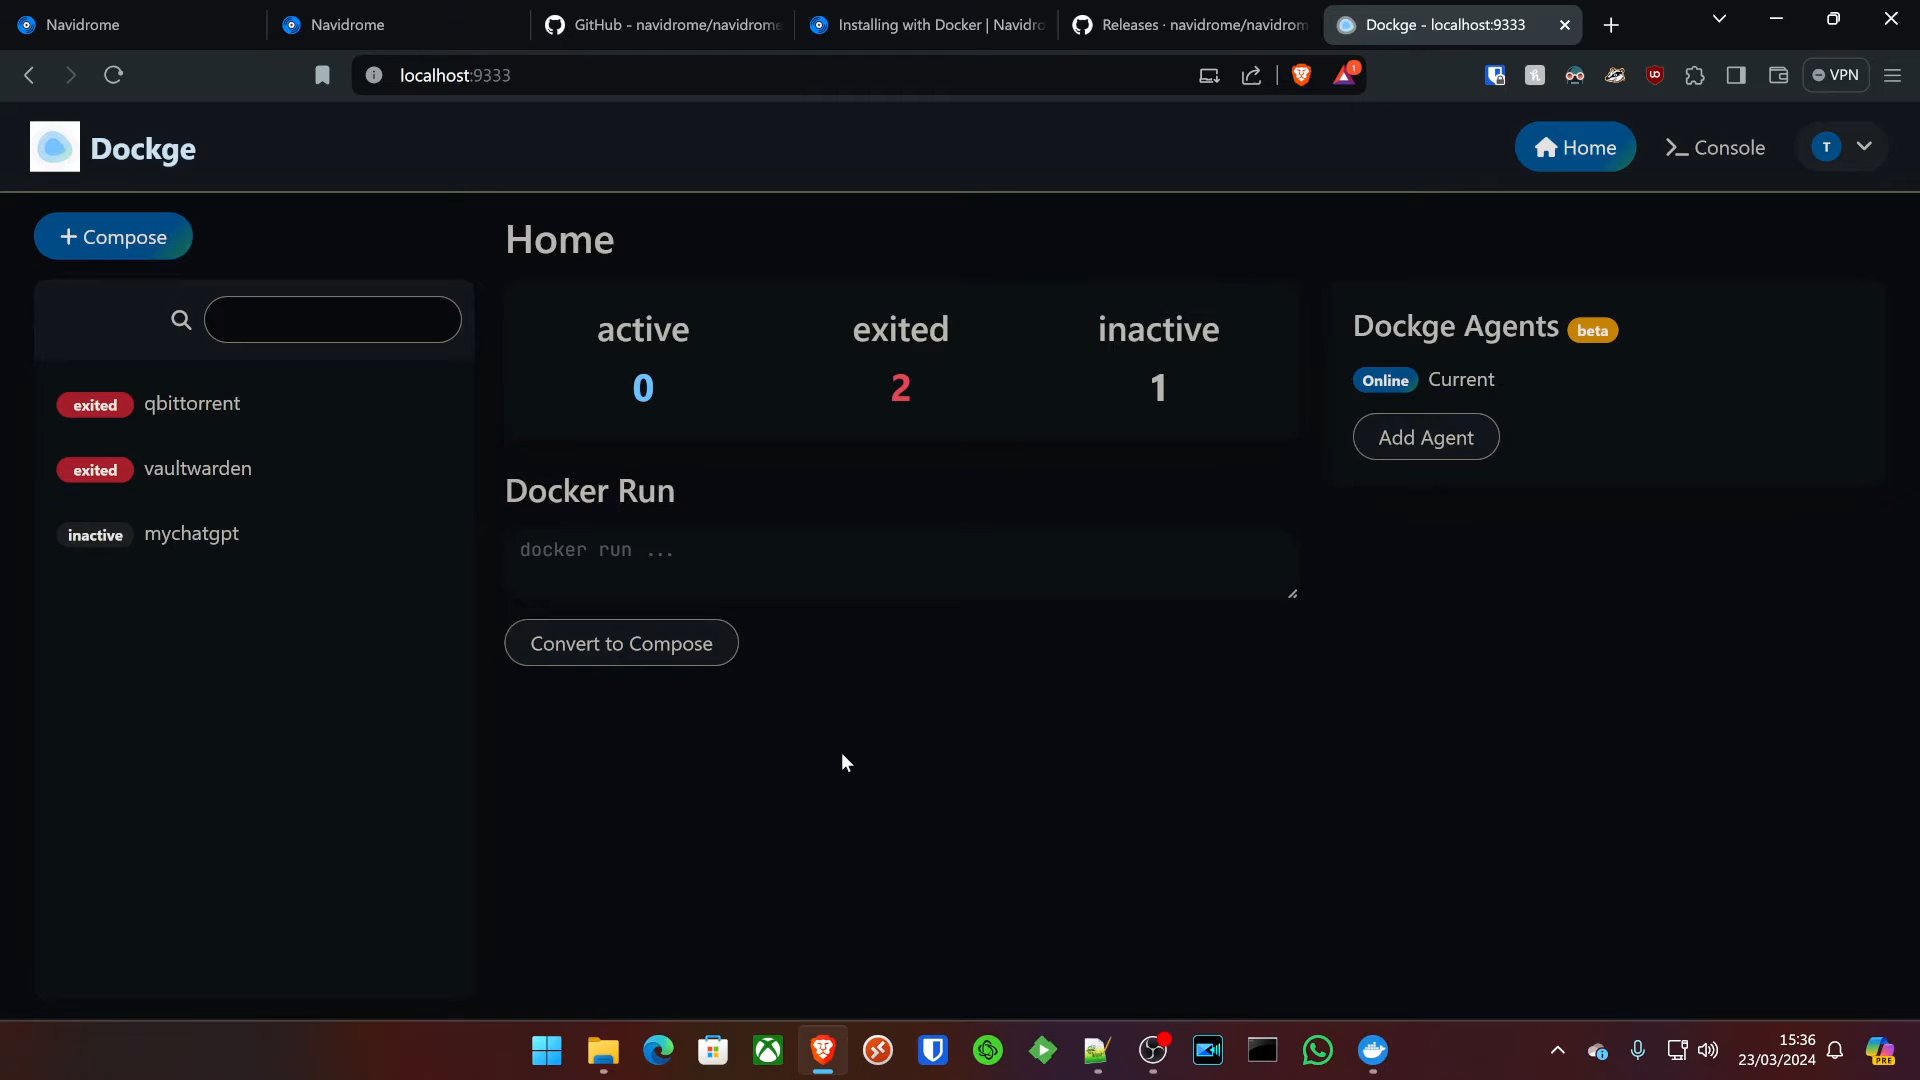 Navidrome
Navidrome
GitHub - navidrome/navidrome
Installing with Docker | Navidro
Releases · navidrome/navidrom
Dockge - localhost:9333
localhost:9333
1
VPN
Dockge
Home
Console
T
+ Compose
Home
active
exited
inactive
0
2
1
Dockge Agents beta
Online Current
Add Agent
exited qbittorrent
exited vaultwarden
inactive mychatgpt
Docker Run
docker run ...
Convert to Compose
15:36
23/03/2024
PRE